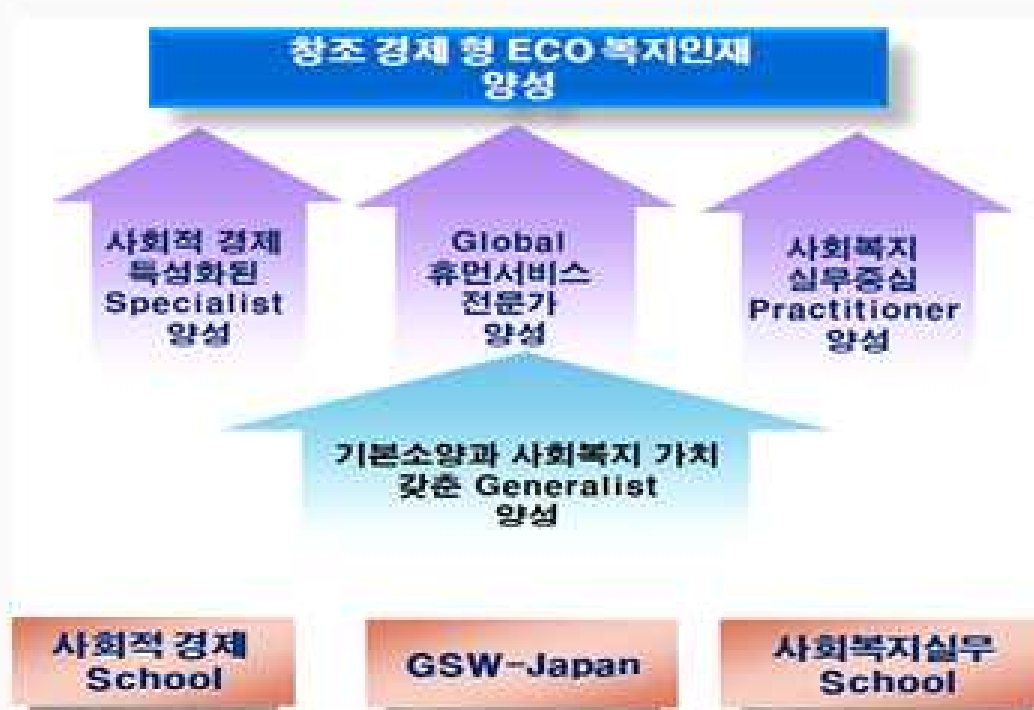 창조 경제 형 ECO 복지인재
양성
사회적 경제
특성화된
Specialist
양성
Global
휴먼서비스
전문가
양성
사회복지
실무중심
Practitioner
양성
기본소양과 사회복지 가치
갖춘 Generalist
양성
사회적 경제
School
GSW-Japan
사회복지실무
School